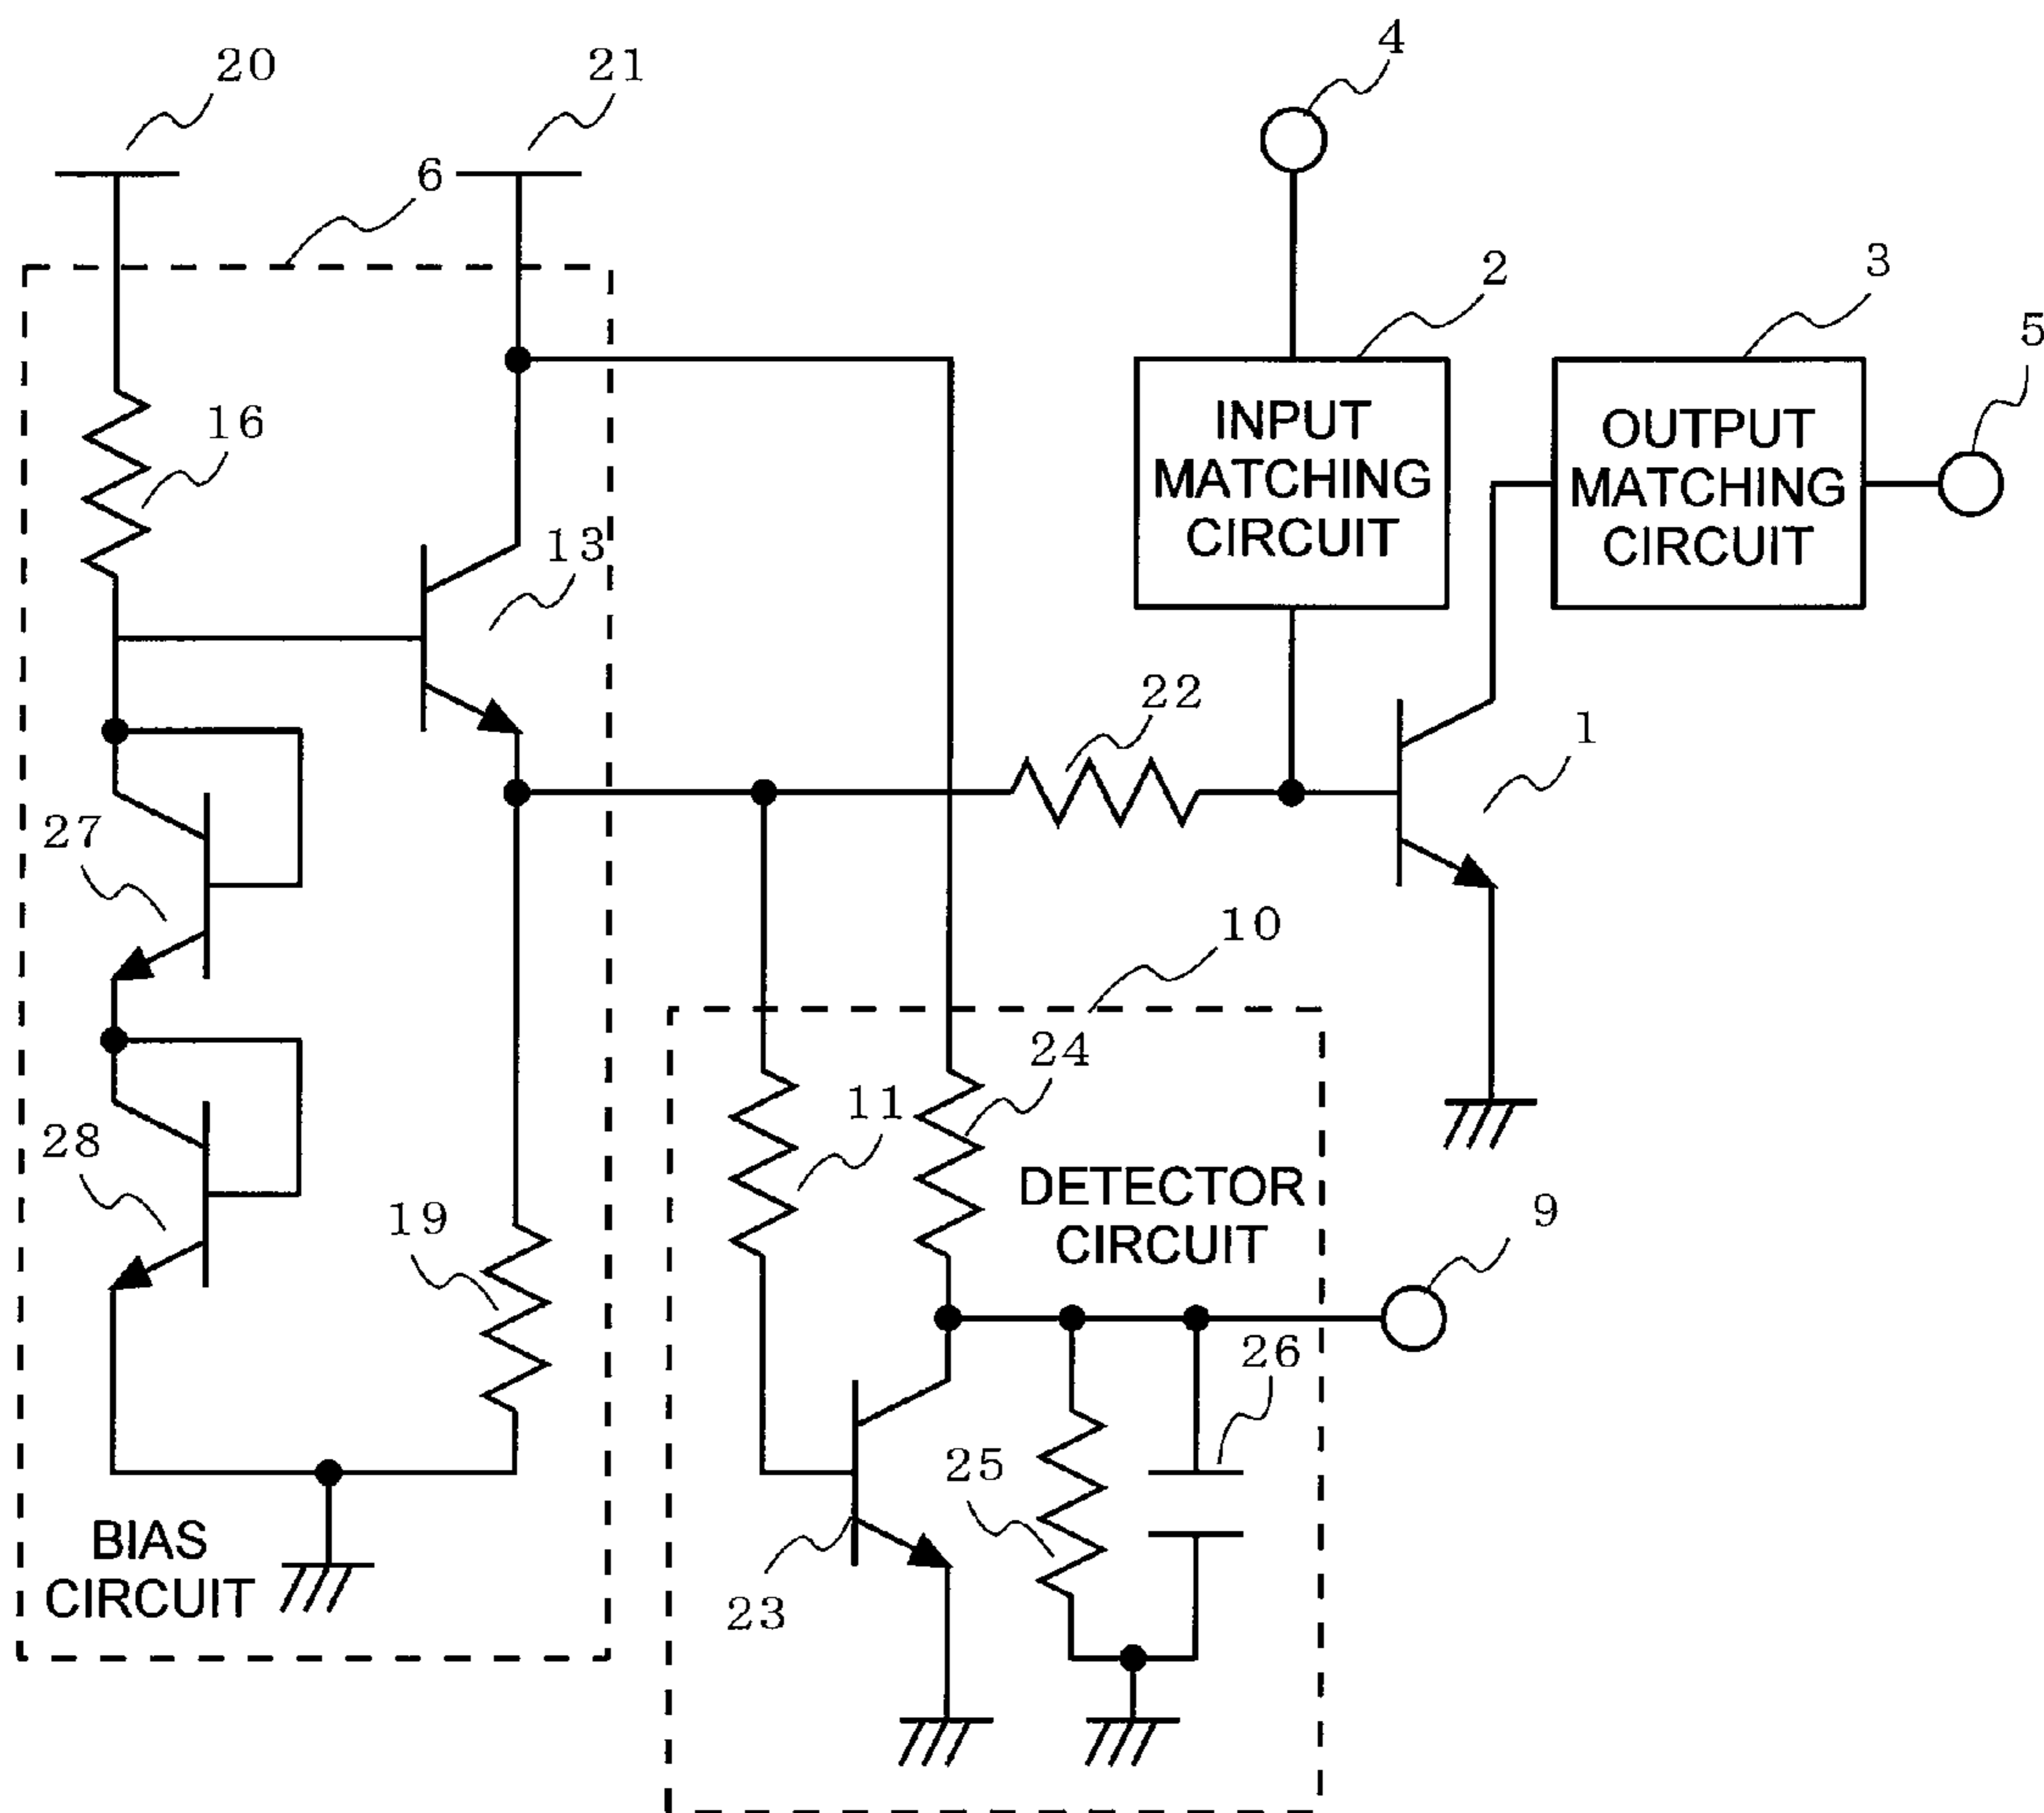 4
20
21
6
2
3
5
INPUT
MATCHING
CIRCUIT
OUTPUT
MATCHING
CIRCUIT
16
13
22
1
27
10
24
11
28
DETECTOR
CIRCUIT
19
9
26
25
BIAS
CIRCUIT
23